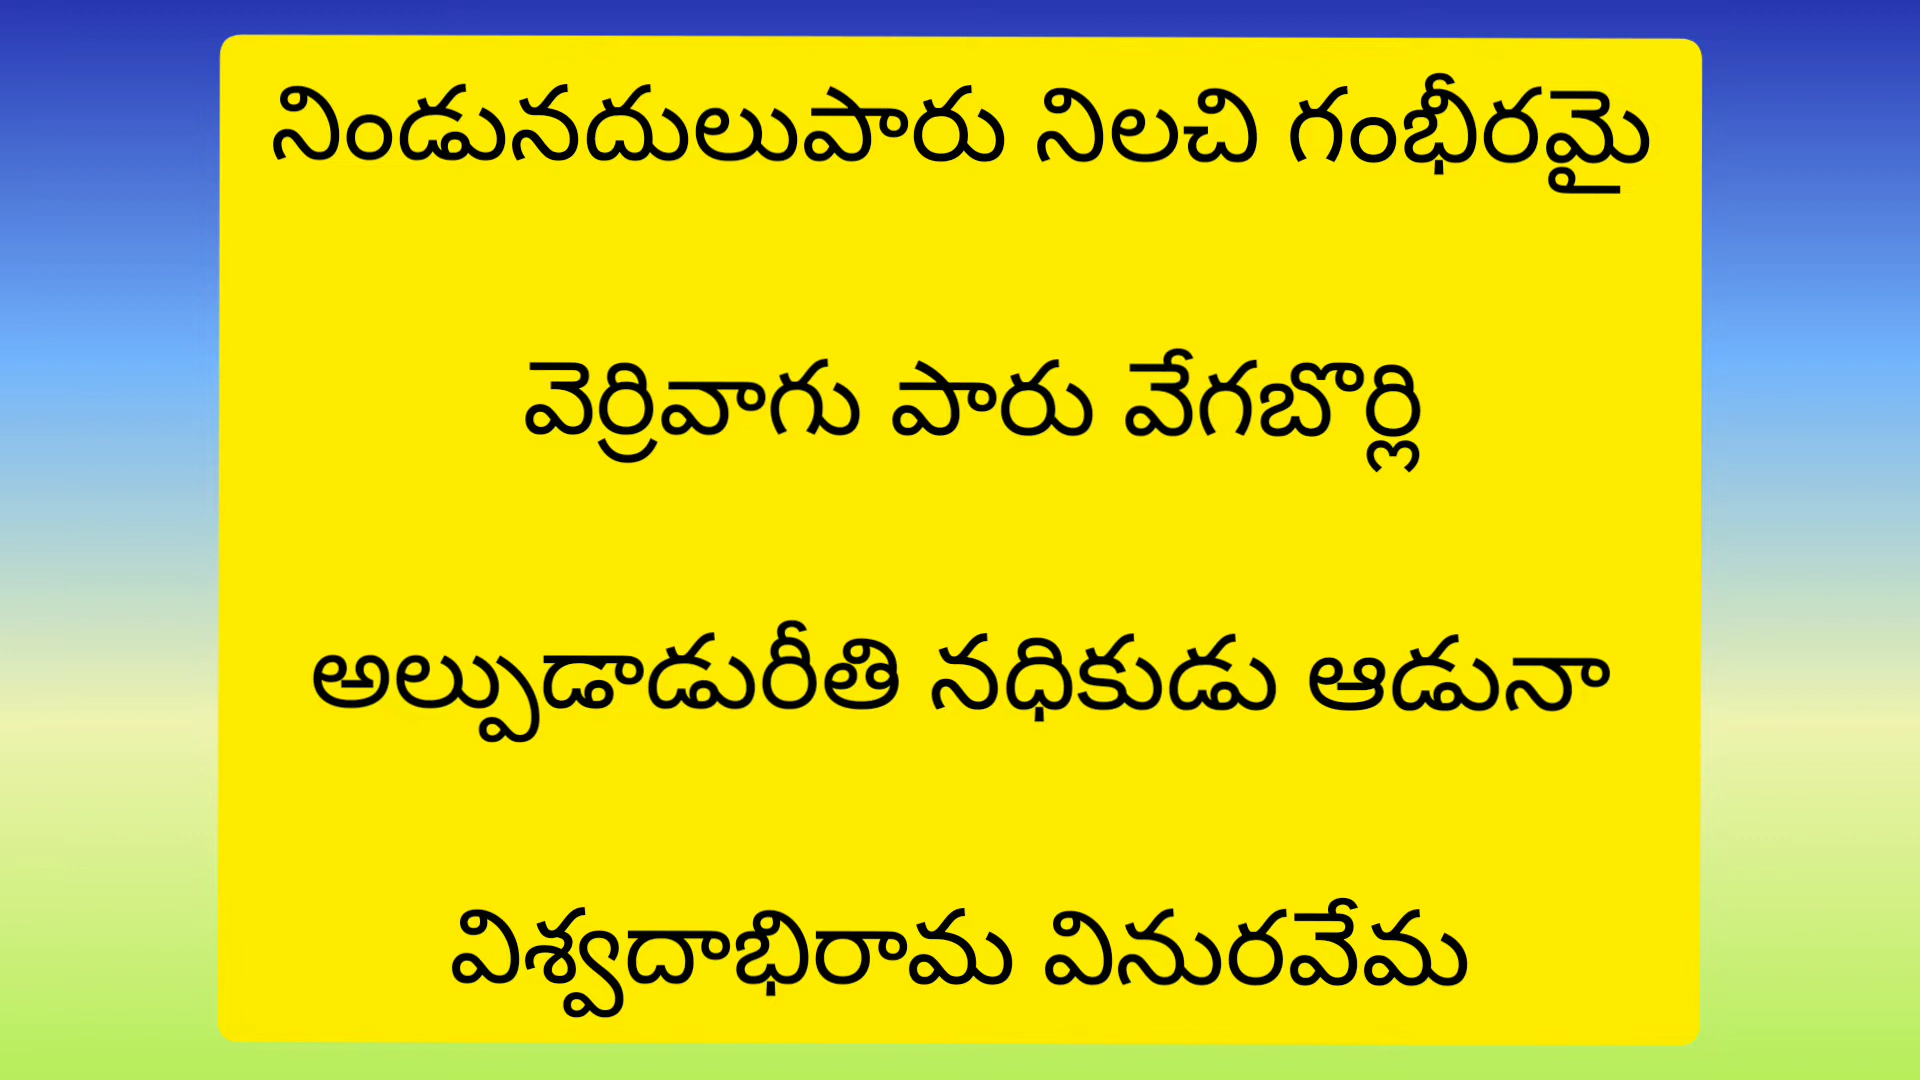 నిండునదులుపారు నిలచి గంభీరమై
వెర్రివాగు పారు వేగబొర్లి
అల్పుడాడురీతి నధికుడు ఆడునా
విశ్వదాభిరామ వినురవేమ